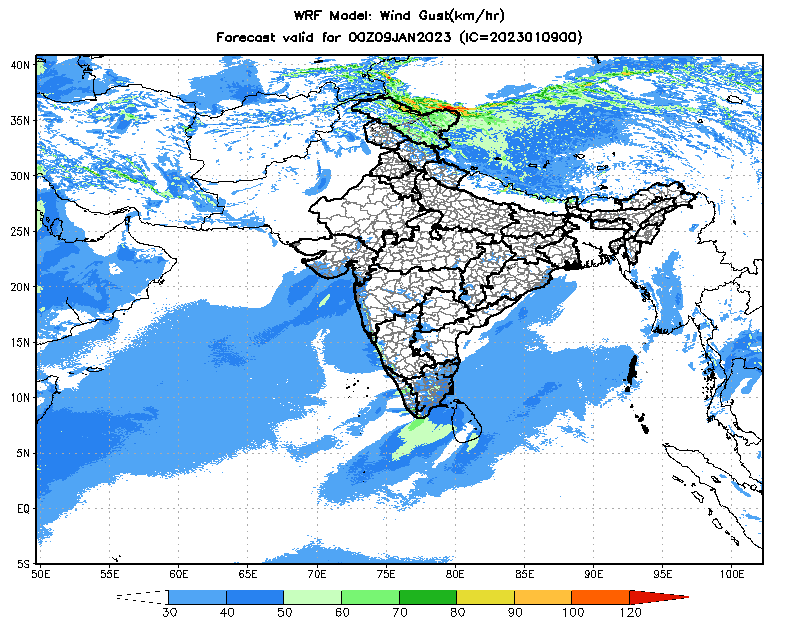 WRF Model: Wind Gust(km/hr)
Forecast valid for 00Z09JAN2023 (IC=2023010900)
40N
35N
30N
25N
20N
15N
10N
5N
EQ
5S
50E 55E 60E 65E 70E 75E 80E 85E 90E 95E 100E
30 40 50 60 70 80 90 100 120